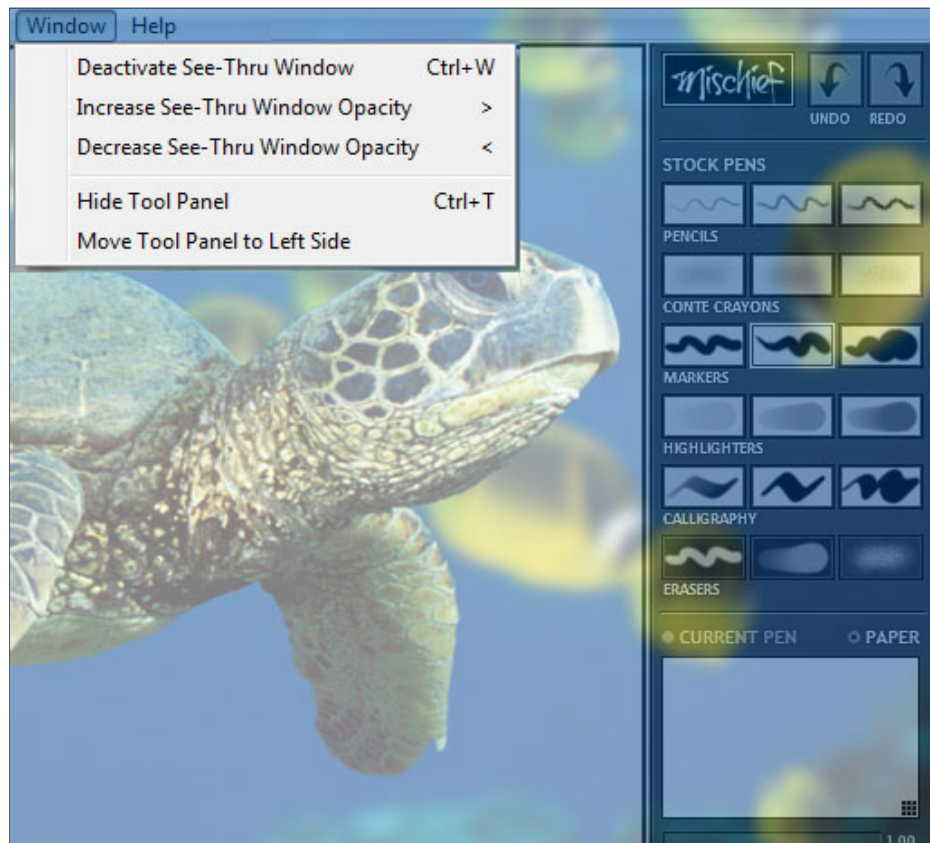 Window Help
Deactivate See-Thru Window Ctrl+W
Increase See-Thru Window Opacity >
Decrease See-Thru Window Opacity <
Hide Tool Panel Ctrl+T
Move Tool Panel to Left Side
Mischief
UNDO REDO
STOCK PENS
PENCILS
CONTE CRAYONS
MARKERS
HIGHLIGHTERS
CALLIGRAPHY
ERASERS
CURRENT PEN PAPER
1.00